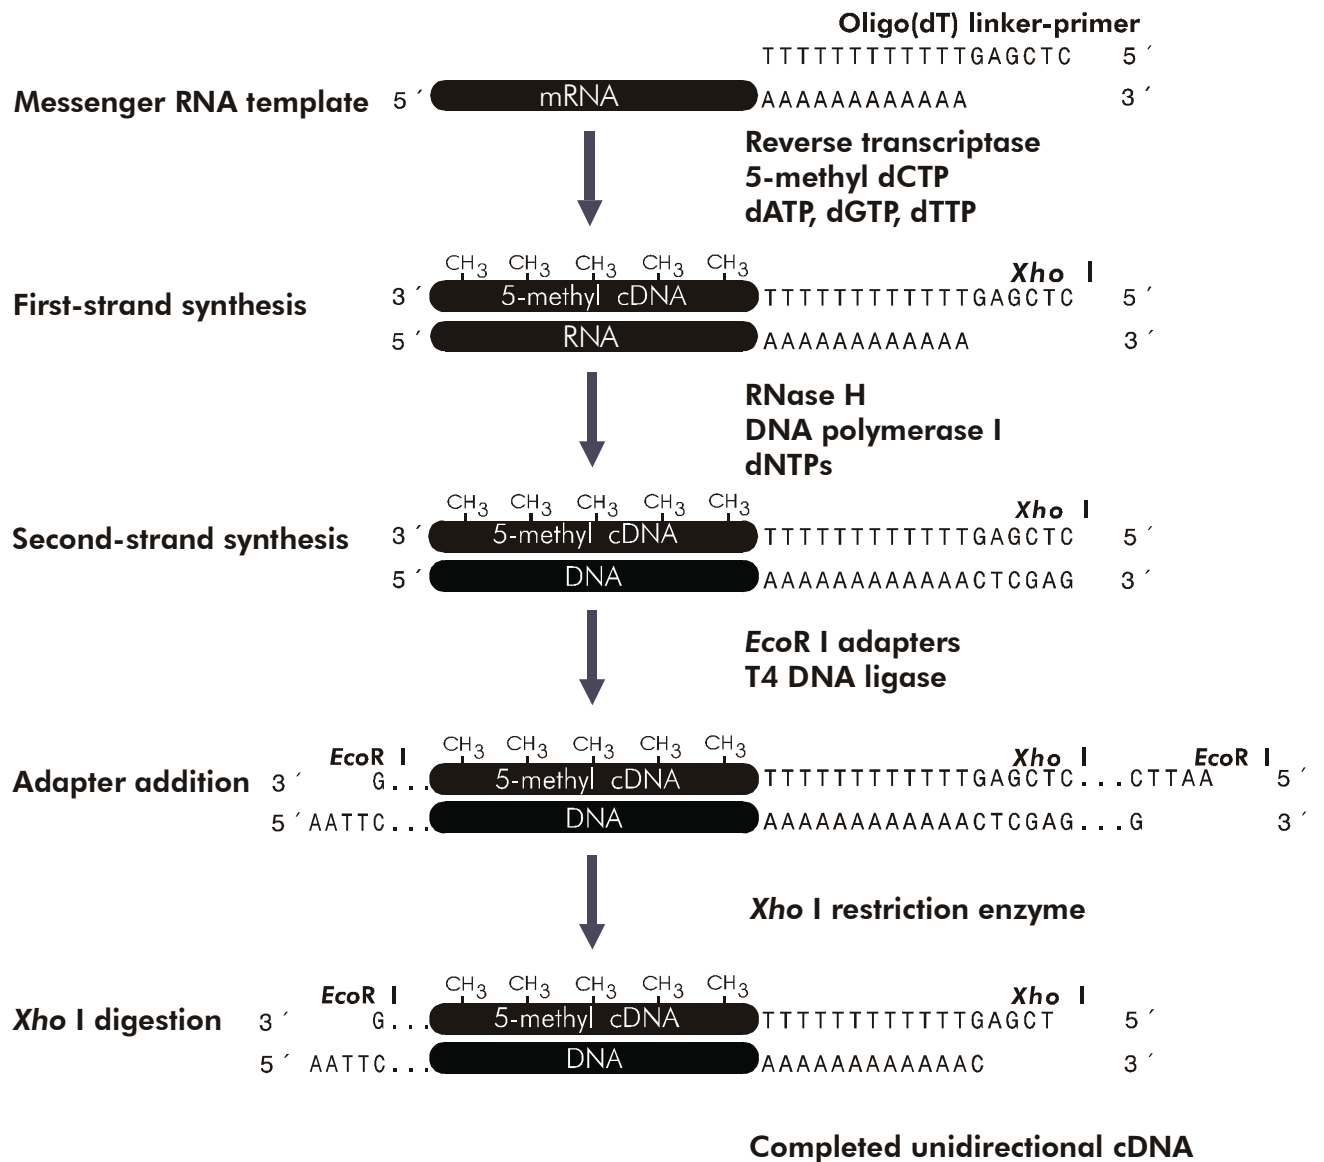 Oligo(dT) linker-primer
TTTTTTTTTTTTGAGCTC 5´
Messenger RNA template 5´ mRNA AAAAAAAAAAAA 3´
Reverse transcriptase
5-methyl dCTP
dATP, dGTP, dTTP
CH3 CH3 CH3 CH3 CH3 Xho I
First-strand synthesis 3´ 5-methyl cDNA TTTTTTTTTTTTGAGCTC 5´
5´ RNA AAAAAAAAAAAA 3´
RNase H
DNA polymerase I
dNTPs
CH3 CH3 CH3 CH3 CH3 Xho I
Second-strand synthesis 3´ 5-methyl cDNA TTTTTTTTTTTTGAGCTC 5´
5´ DNA AAAAAAAAAAAACTCGAG 3´
EcoR I adapters
T4 DNA ligase
EcoR I CH3 CH3 CH3 CH3 CH3 Xho I EcoR I
Adapter addition 3´ G... 5-methyl cDNA TTTTTTTTTTTTGAGCTC...CTTAA 5´
5´ AATTC... DNA AAAAAAAAAAAACTCGAG...G 3´
Xho I restriction enzyme
EcoR I CH3 CH3 CH3 CH3 CH3 Xho I
Xho I digestion 3´ G... 5-methyl cDNA TTTTTTTTTTTTGAGCT 5´
5´ AATTC... DNA AAAAAAAAAAAAC 3´
Completed unidirectional cDNA